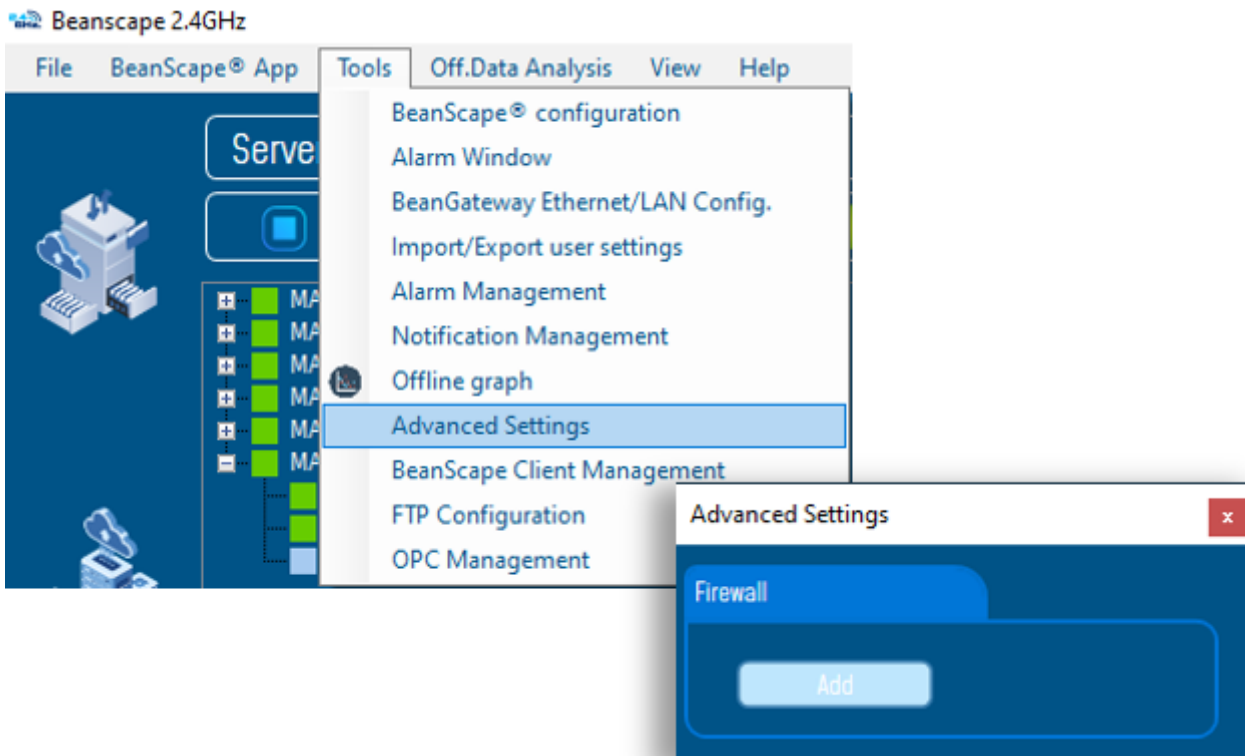 Beanscape 2.4GHz
File BeanScape® App Tools Off.Data Analysis View Help
BeanScape® configuration
Alarm Window
BeanGateway Ethernet/LAN Config.
Import/Export user settings
Alarm Management
Notification Management
Offline graph
Advanced Settings
BeanScape Client Management
FTP Configuration
OPC Management
Serve
MA
MA
MA
MA
MA
MA
Advanced Settings
Firewall
Add